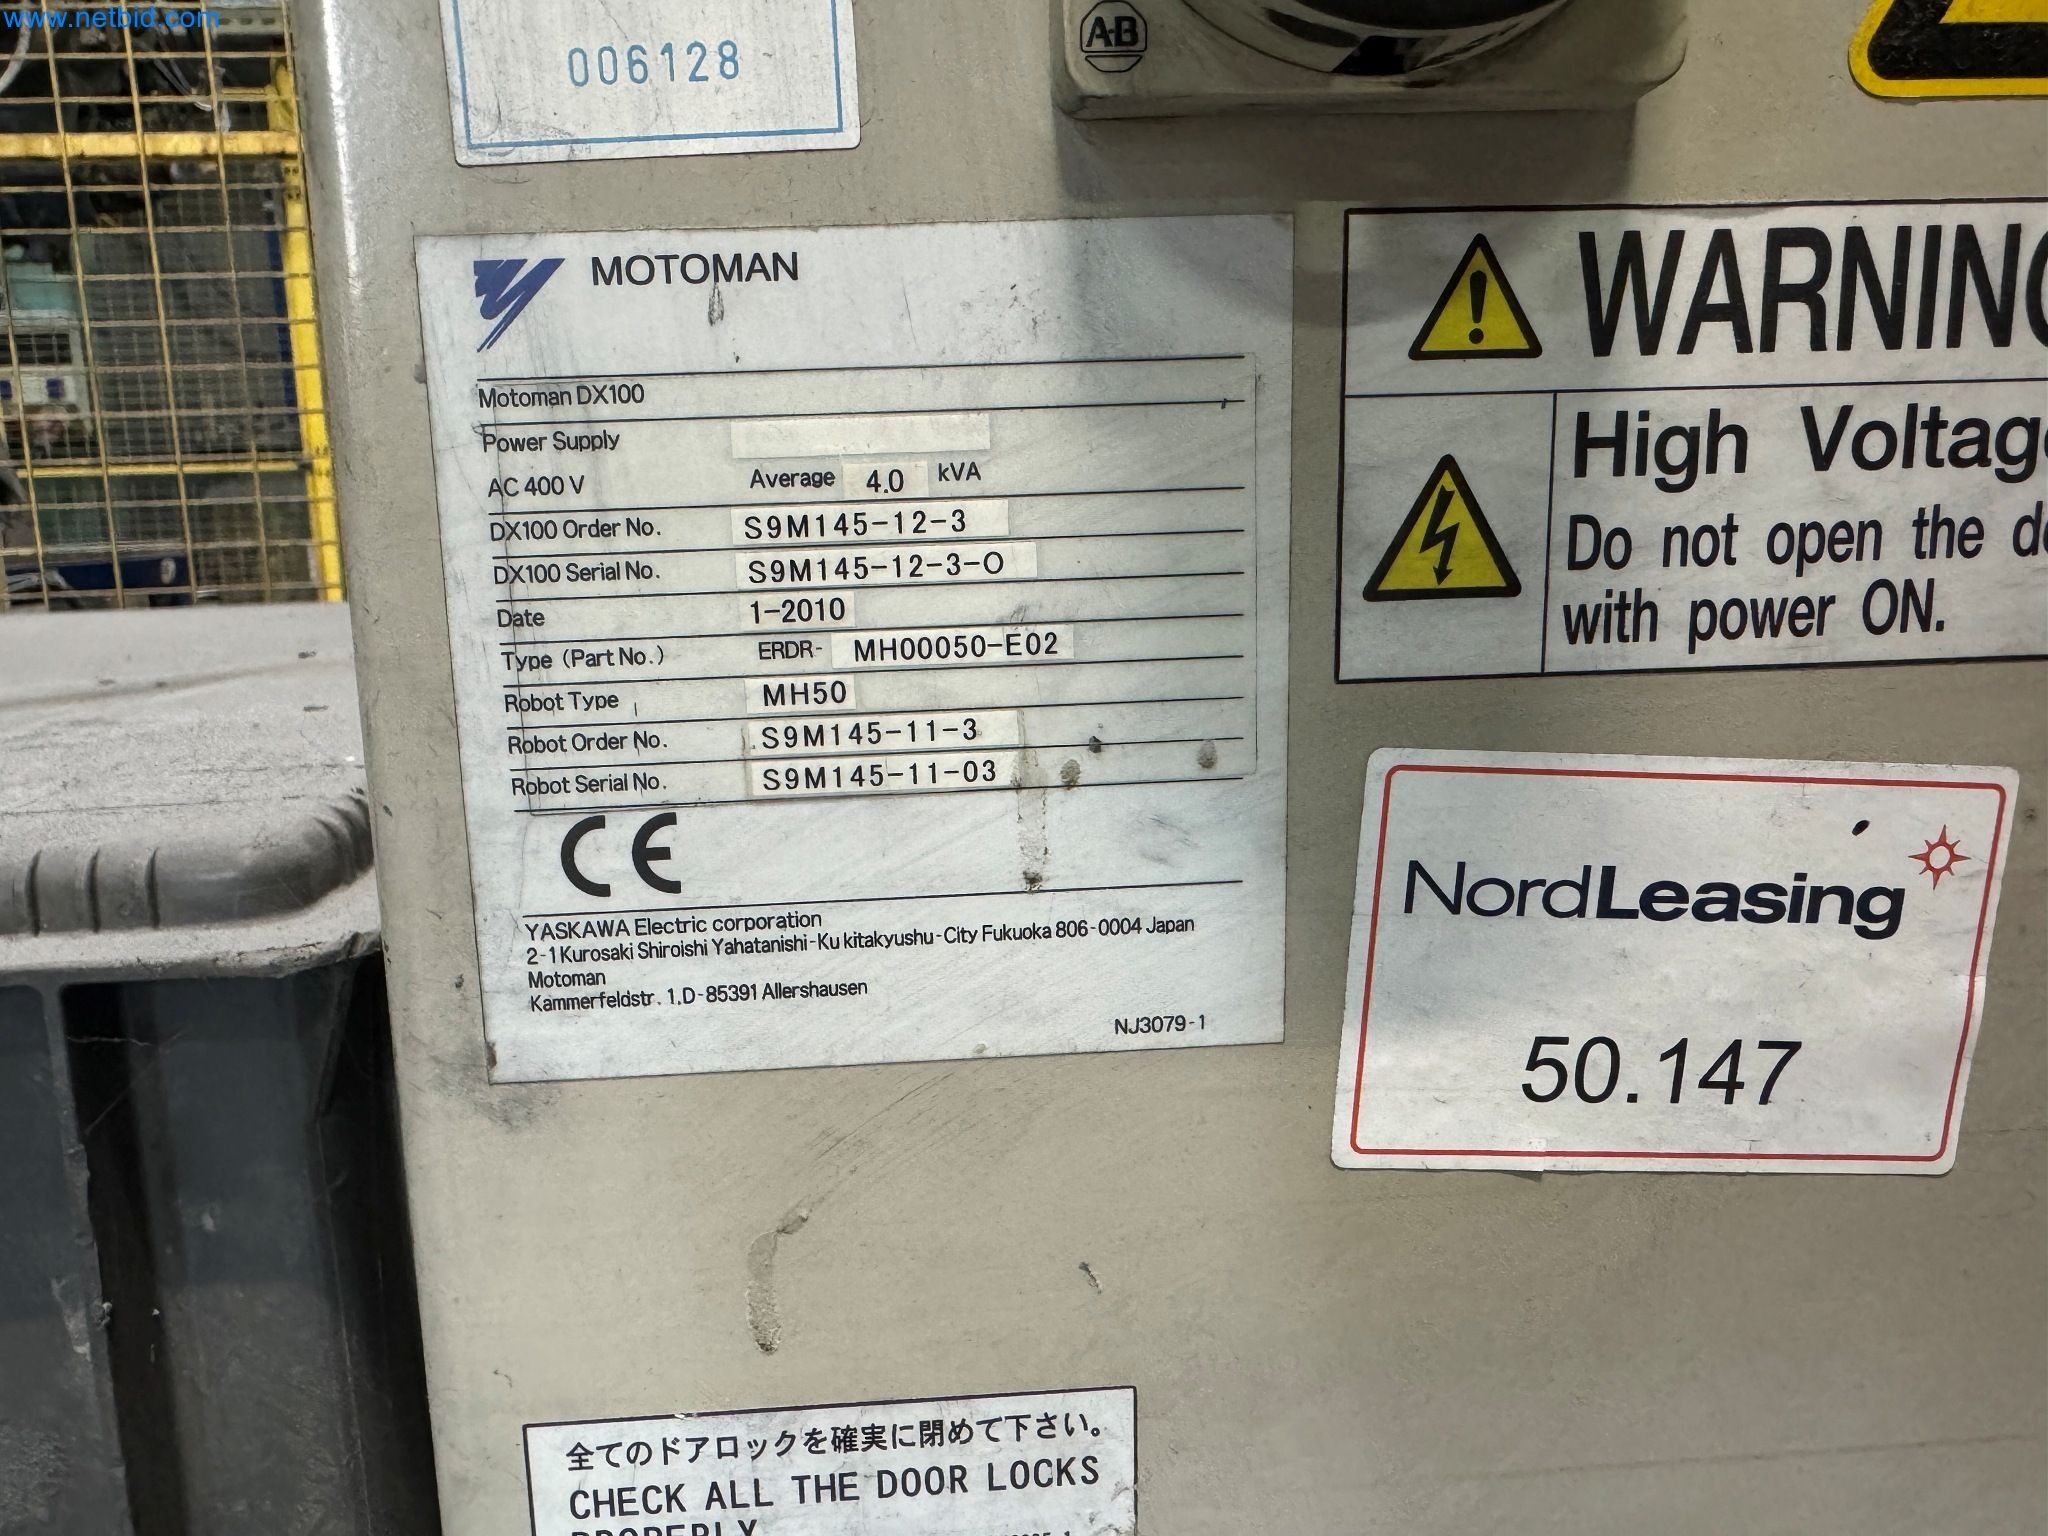 www.netbid.com
006128
A-B
MOTOMAN
Motoman DX100
Power Supply
AC 400 V Average 4.0 kVA
DX100 Order No. S9M145-12-3
DX100 Serial No. S9M145-12-3-0
Date 1-2010
Type (Part No.) ERDR- MH00050-E02
Robot Type MH50
Robot Order No. S9M145-11-3
Robot Serial No. S9M145-11-03
CE
YASKAWA Electric corporation
2-1 Kurosaki Shiroishi Yahatanishi-Ku kitakyushu-City Fukuoka 806-0004 Japan
Motoman
Kammerfeldstr. 1,D-85391 Allershausen
NJ3079-1
WARNING
High Voltage
Do not open the
with power ON.
NordLeasing
50.147
全てのドアロックを確実に閉めて下さい。
CHECK ALL THE DOOR LOCKS
PROPERLY